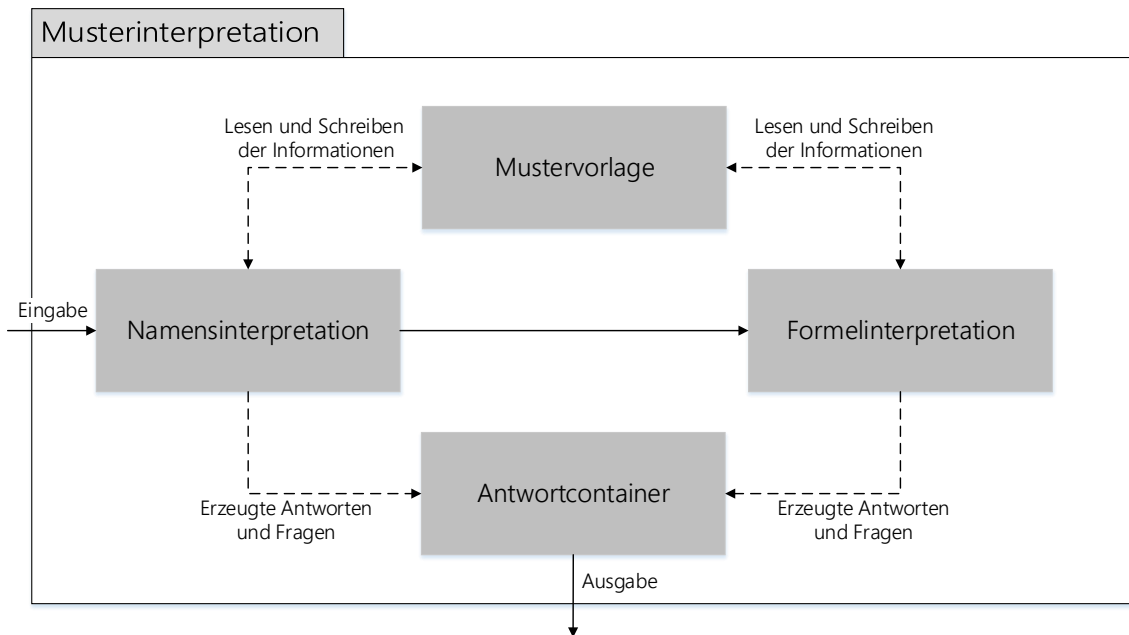 Musterinterpretation
Lesen und Schreiben
der Informationen
Mustervorlage
Lesen und Schreiben
der Informationen
Eingabe
Namensinterpretation
Formelinterpretation
Antwortcontainer
Erzeugte Antworten
und Fragen
Erzeugte Antworten
und Fragen
Ausgabe